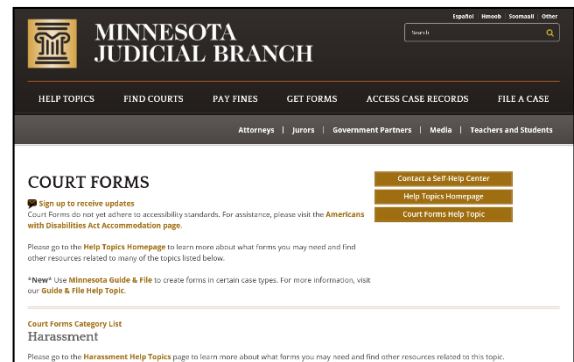 Español | Hmoob | Soomaali | Other
MINNESOTA
JUDICIAL BRANCH
Search
HELP TOPICS FIND COURTS PAY FINES GET FORMS ACCESS CASE RECORDS FILE A CASE
Attorneys | Jurors | Government Partners | Media | Teachers and Students
COURT FORMS
Contact a Self-Help Center
Help Topics Homepage
Court Forms Help Topic
Sign up to receive updates
Court Forms do not yet adhere to accessibility standards. For assistance, please visit the Americans
with Disabilities Act Accommodation page.
Please go to the Help Topics Homepage to learn more about what forms you may need and find
other resources related to many of the topics listed below.
*New* Use Minnesota Guide & File to create forms in certain case types. For more information, visit
our Guide & File Help Topic.
Court Forms Category List
Harassment
Please go to the Harassment Help Topics page to learn more about what forms you may need and find other resources related to this topic.